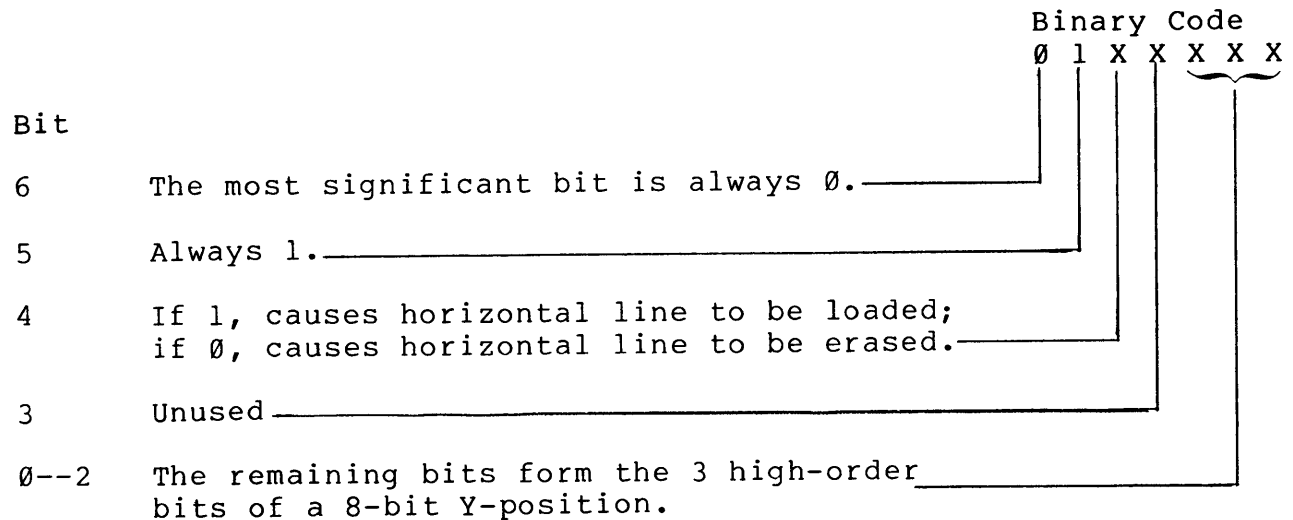 Binary Code
Ø 1 X X X X X
Bit
6 The most significant bit is always Ø.
5 Always 1.
4 If 1, causes horizontal line to be loaded;
if Ø, causes horizontal line to be erased.
3 Unused
Ø--2 The remaining bits form the 3 high-order
bits of a 8-bit Y-position.